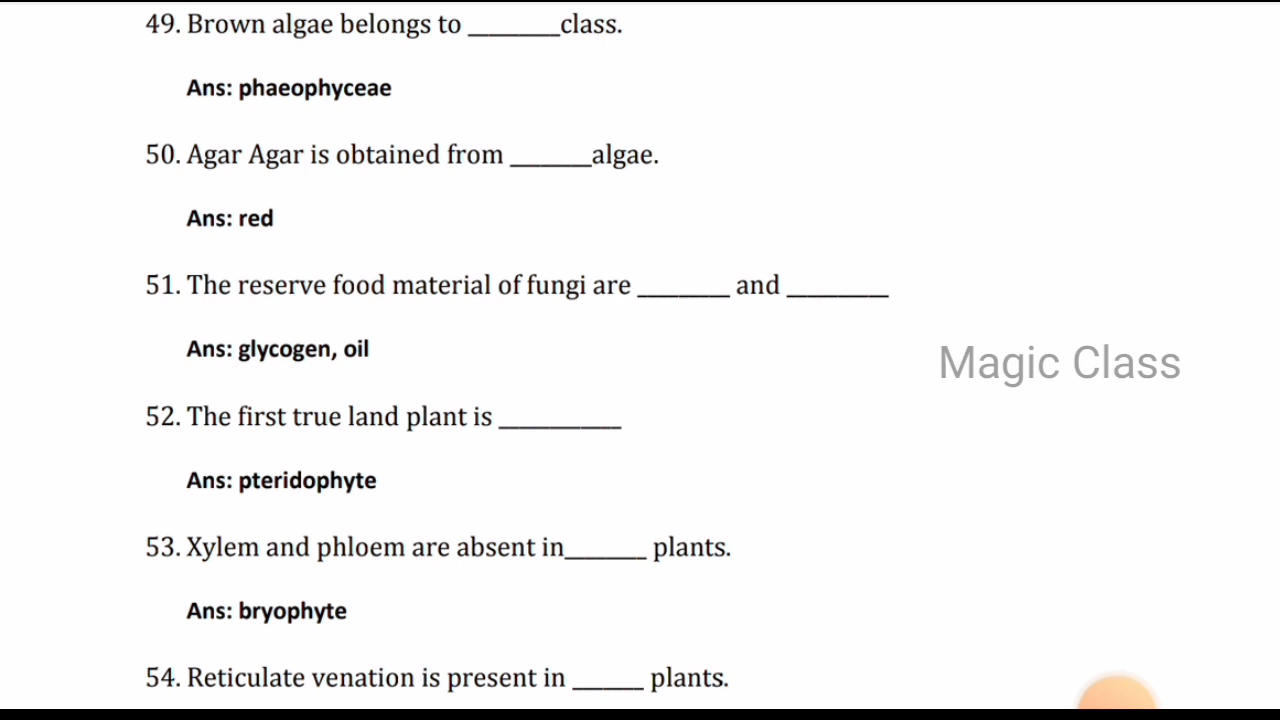 49. Brown algae belongs to ________class.
Ans: phaeophyceae
50. Agar Agar is obtained from _______algae.
Ans: red
51. The reserve food material of fungi are ________ and _________
Ans: glycogen, oil
Magic Class
52. The first true land plant is ___________
Ans: pteridophyte
53. Xylem and phloem are absent in_______ plants.
Ans: bryophyte
54. Reticulate venation is present in ______ plants.